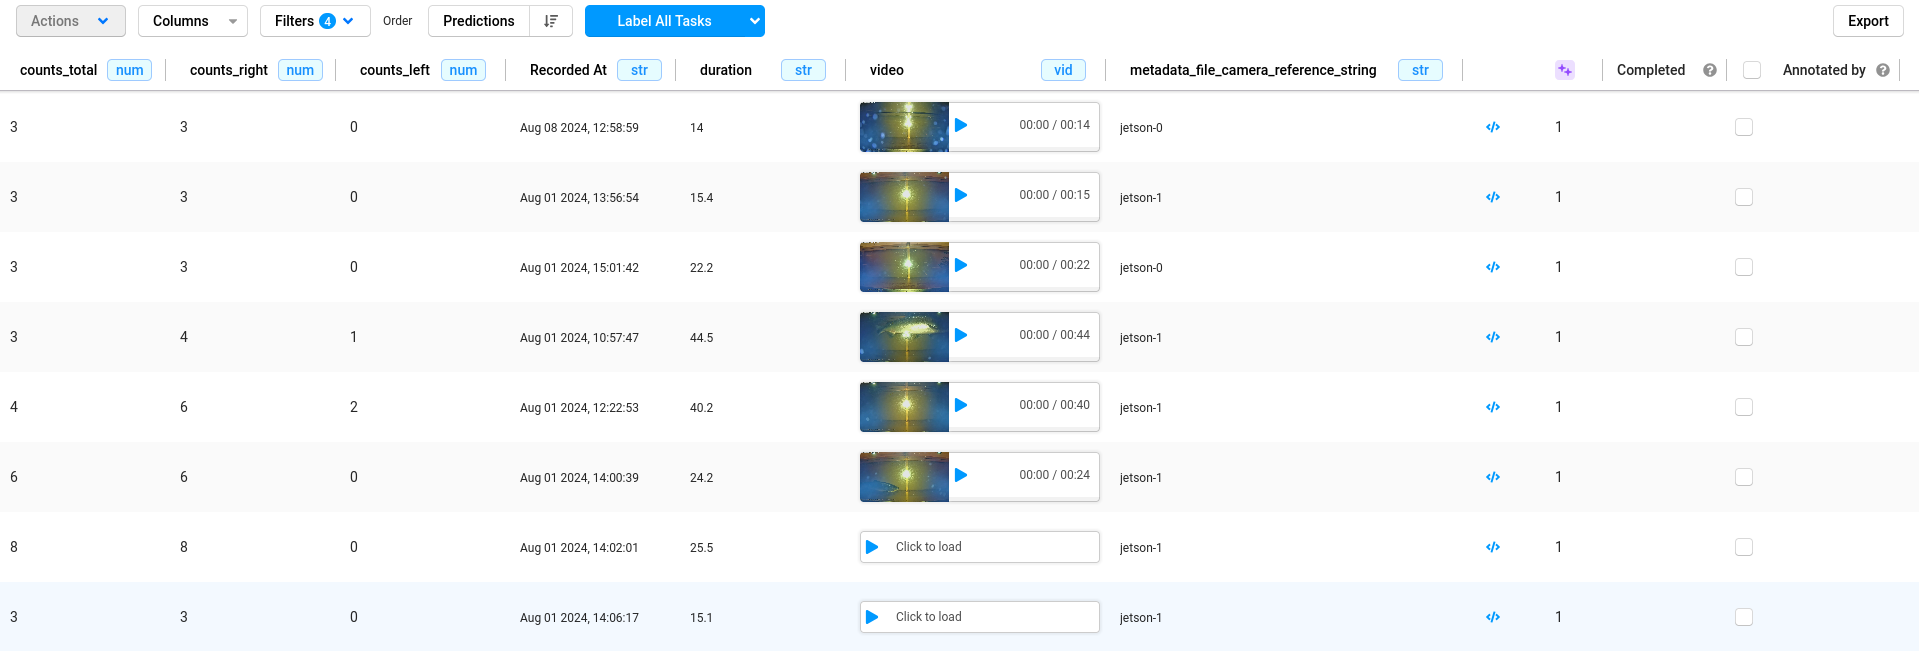 Actions Columns Filters 4 Order Predictions Label All Tasks Export
counts_total num counts_right num counts_left num Recorded At str duration str video vid metadata_file_camera_reference_string str Completed ? Annotated by ?
3 3 0 Aug 08 2024, 12:58:59 14 00:00 / 00:14 jetson-0 </> 1
3 3 0 Aug 01 2024, 13:56:54 15.4 00:00 / 00:15 jetson-1 </> 1
3 3 0 Aug 01 2024, 15:01:42 22.2 00:00 / 00:22 jetson-0 </> 1
3 4 1 Aug 01 2024, 10:57:47 44.5 00:00 / 00:44 jetson-1 </> 1
4 6 2 Aug 01 2024, 12:22:53 40.2 00:00 / 00:40 jetson-1 </> 1
6 6 0 Aug 01 2024, 14:00:39 24.2 00:00 / 00:24 jetson-1 </> 1
8 8 0 Aug 01 2024, 14:02:01 25.5 Click to load jetson-1 </> 1
3 3 0 Aug 01 2024, 14:06:17 15.1 Click to load jetson-1 </> 1